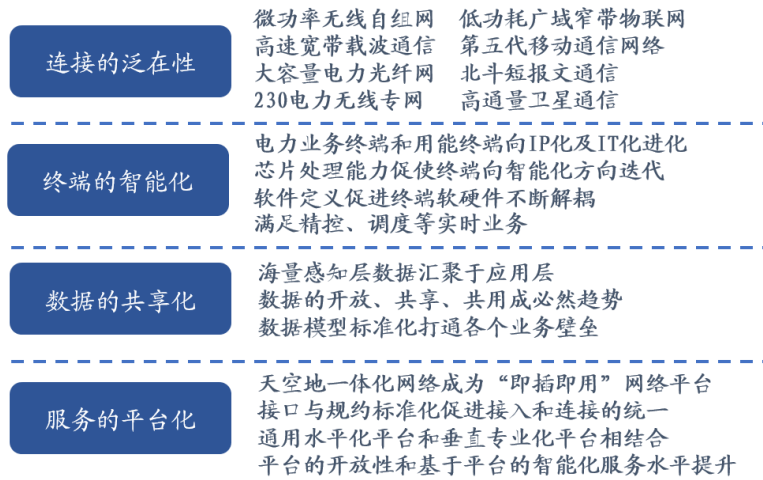 连接的泛在性
微功率无线自组网 低功耗广域窄带物联网
高速宽带载波通信 第五代移动通信网络
大容量电力光纤网 北斗短报文通信
230电力无线专网 高通量卫星通信
终端的智能化
电力业务终端和用能终端向IP化及IT化进化
芯片处理能力促使终端向智能化方向迭代
软件定义促进终端软硬件不断解耦
满足精控、调度等实时业务
数据的共享化
海量感知层数据汇聚于应用层
数据的开放、共享、共用成必然趋势
数据模型标准化打通各个业务壁垒
服务的平台化
天空地一体化网络成为“即插即用”网络平台
接口与规约标准化促进接入和连接的统一
通用水平化平台和垂直专业化平台相结合
平台的开放性和基于平台的智能化服务水平提升